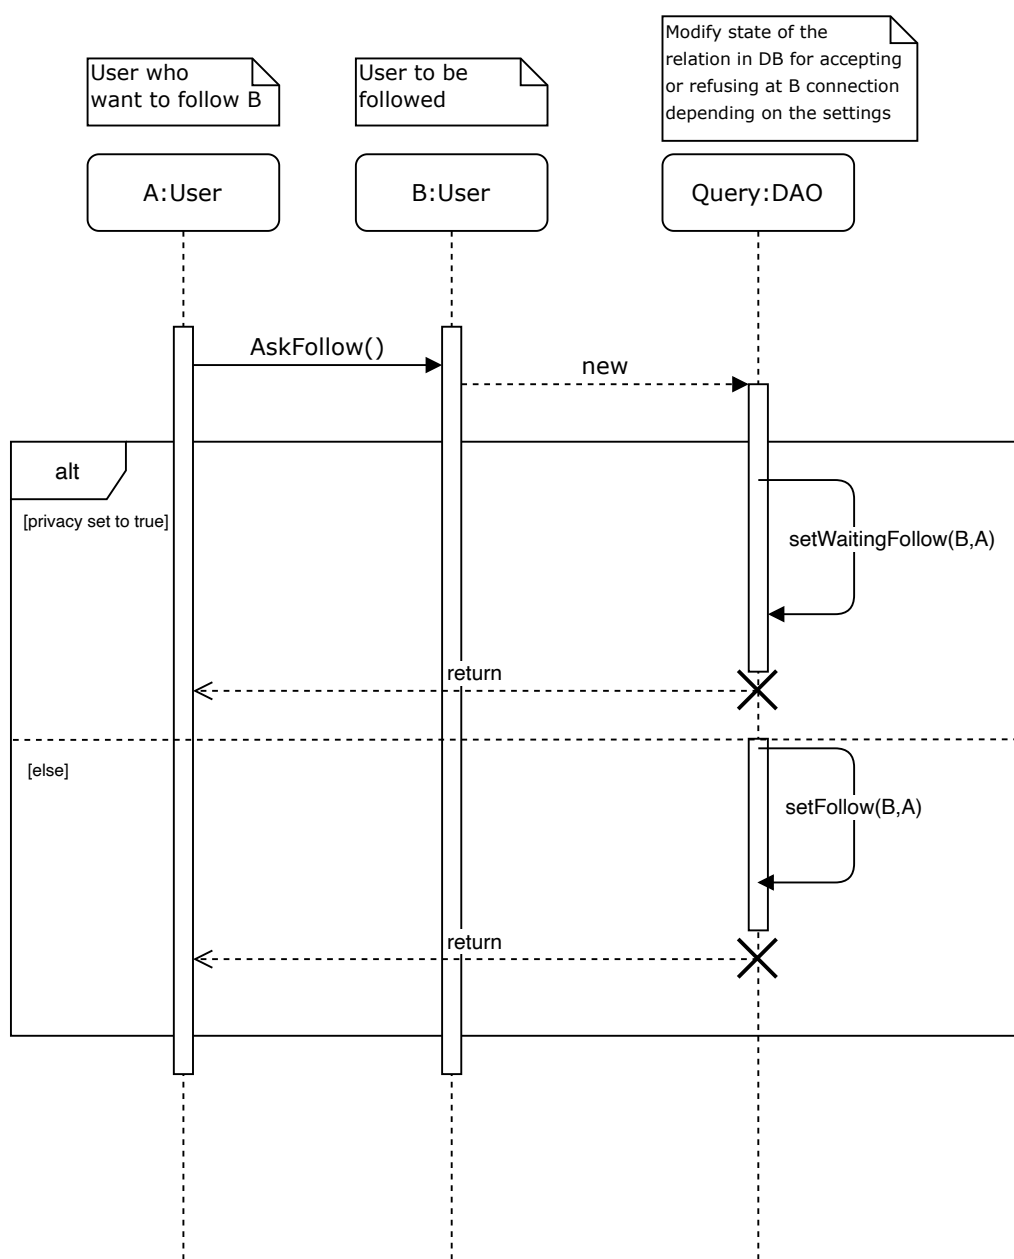 User who
want to follow B
User to be
followed
Modify state of the
relation in DB for accepting
or refusing at B connection
depending on the settings
A:User
B:User
Query:DAO
AskFollow()
new
alt
[privacy set to true]
setWaitingFollow(B,A)
return
[else]
setFollow(B,A)
return